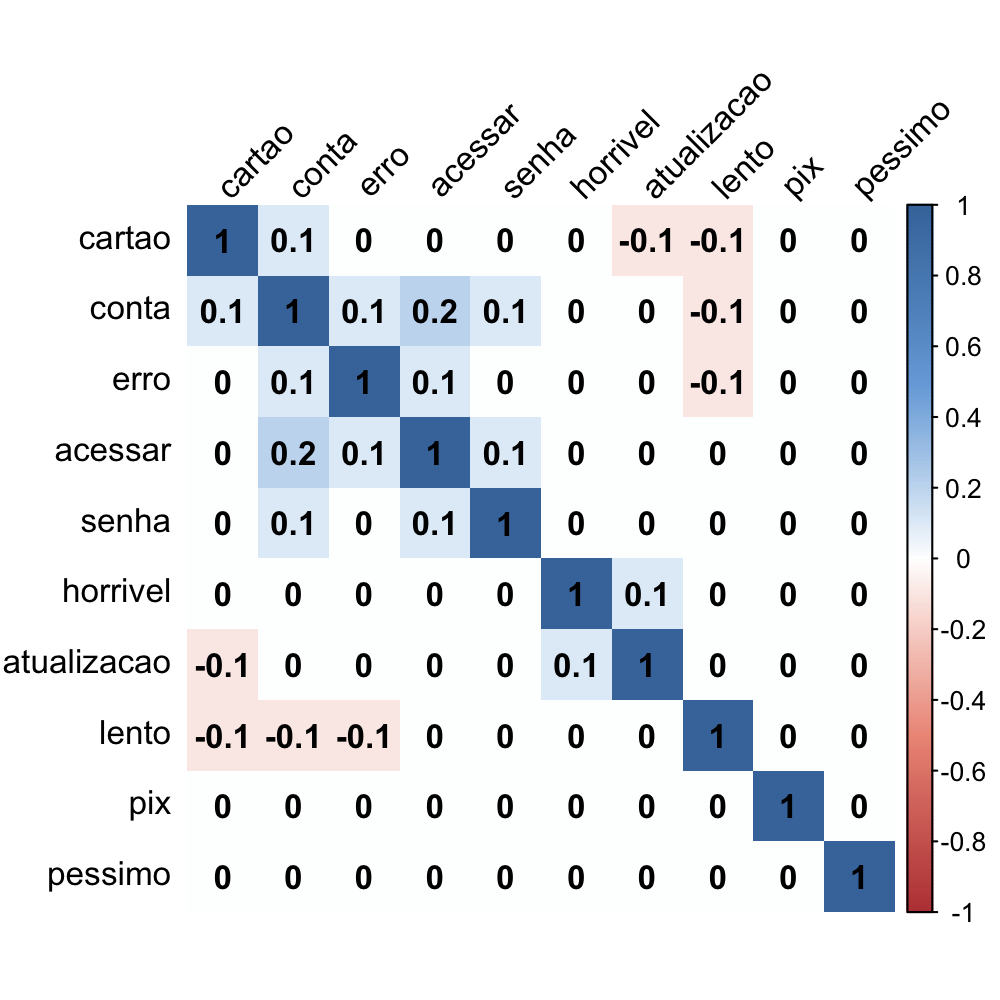 cartao conta erro acessar senha horrivel atualizacao lento pix pessimo
cartao 1 0.1 0 0 0 0 -0.1 -0.1 0 0
conta 0.1 1 0.1 0.2 0.1 0 0 -0.1 0 0
erro 0 0.1 1 0.1 0 0 0 -0.1 0 0
acessar 0 0.2 0.1 1 0.1 0 0 0 0 0
senha 0 0.1 0 0.1 1 0 0 0 0 0
horrivel 0 0 0 0 0 1 0.1 0 0 0
atualizacao -0.1 0 0 0 0 0.1 1 0 0 0
lento -0.1 -0.1 -0.1 0 0 0 0 1 0 0
pix 0 0 0 0 0 0 0 0 1 0
pessimo 0 0 0 0 0 0 0 0 0 1
1
0.8
0.6
0.4
0.2
0
-0.2
-0.4
-0.6
-0.8
-1